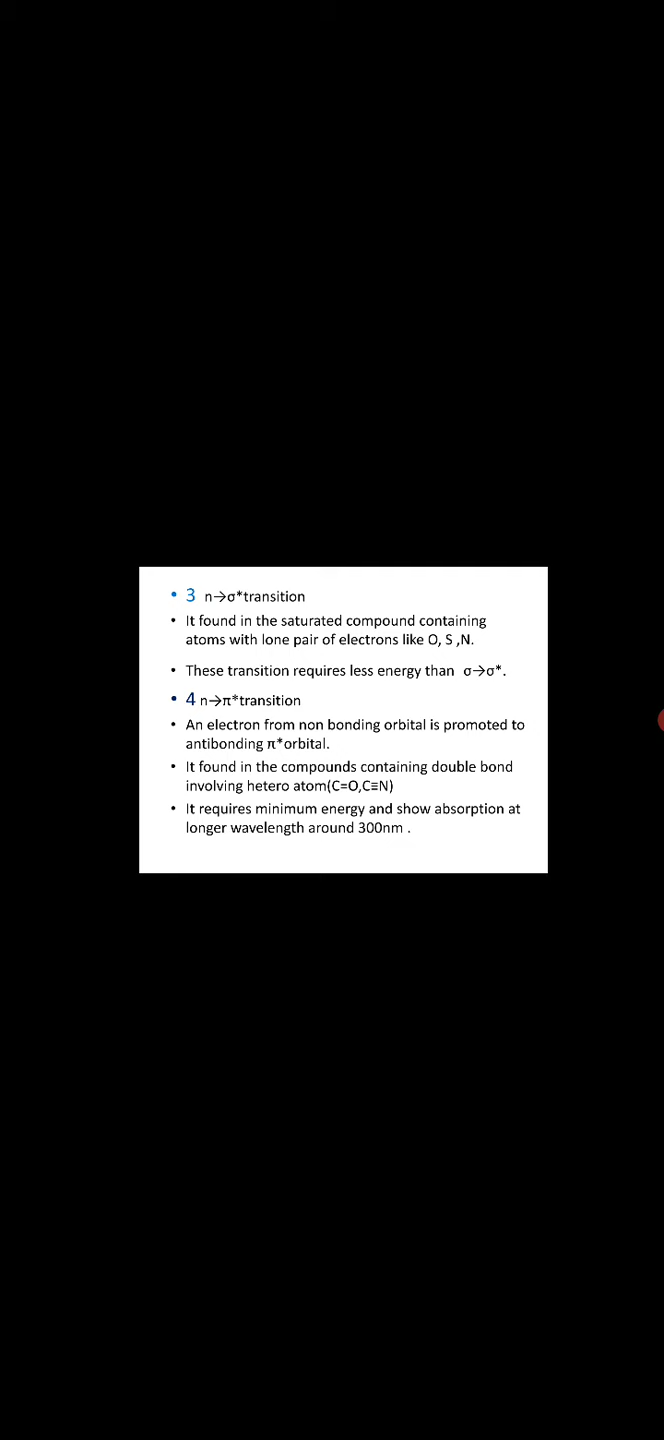 • 3 n→σ*transition
• It found in the saturated compound containing
atoms with lone pair of electrons like O, S ,N.
• These transition requires less energy than σ→σ*.
• 4 n→π*transition
• An electron from non bonding orbital is promoted to
antibonding π*orbital.
• It found in the compounds containing double bond
involving hetero atom(C=O,C≡N)
• It requires minimum energy and show absorption at
longer wavelength around 300nm .